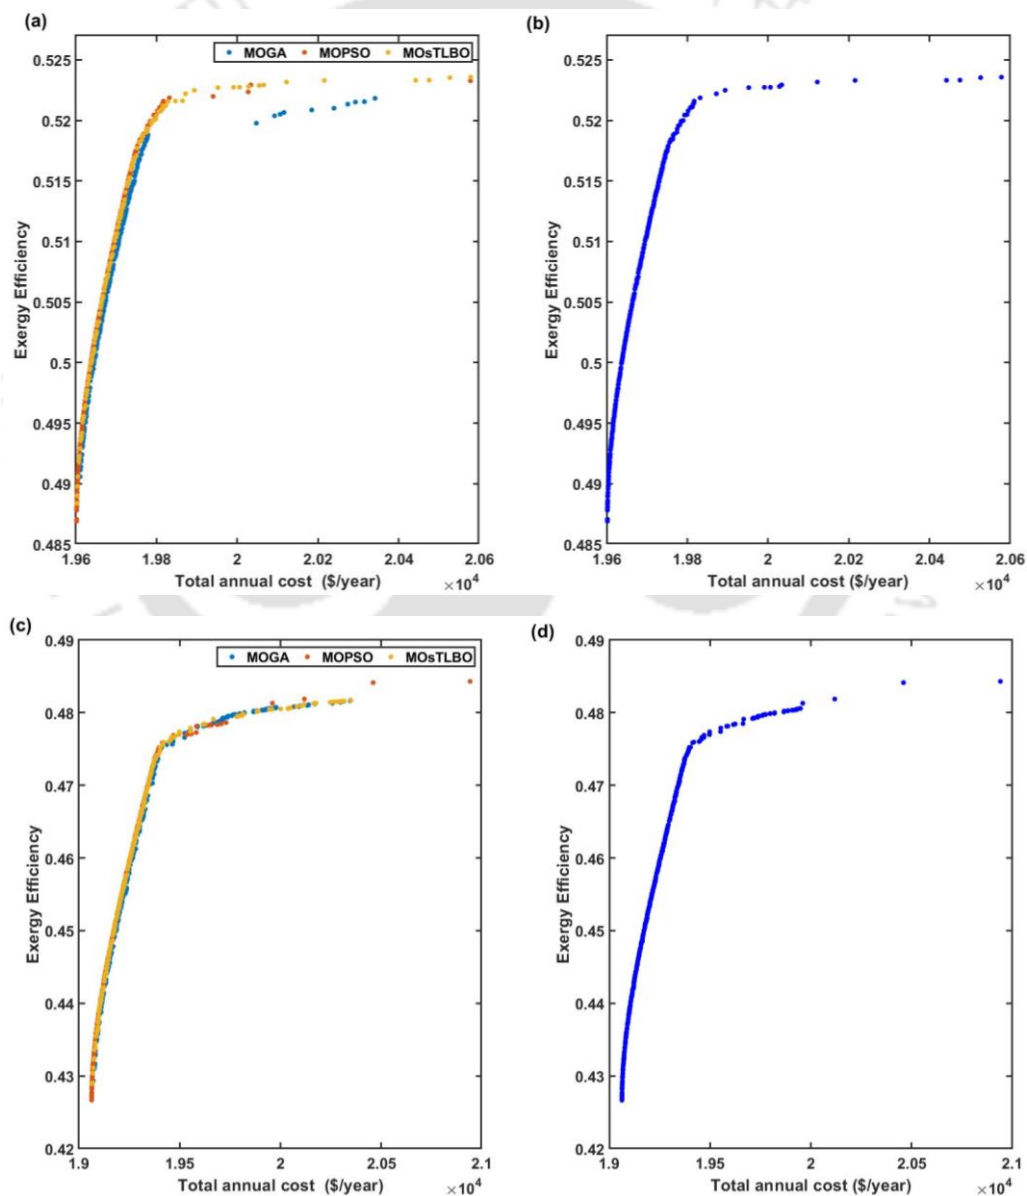 (a)
MOGA MOPSO MOsTLBO
0.525
0.52
0.515
0.51
0.505
0.5
0.495
0.49
0.485
Exergy Efficiency
1.96 1.98 2 2.02 2.04 2.06
Total annual cost ($/year) ×10^4
(b)
0.525
0.52
0.515
0.51
0.505
0.5
0.495
0.49
0.485
Exergy Efficiency
1.96 1.98 2 2.02 2.04 2.06
Total annual cost ($/year) ×10^4
(c)
MOGA MOPSO MOsTLBO
0.49
0.48
0.47
0.46
0.45
0.44
0.43
0.42
Exergy Efficiency
1.9 1.95 2 2.05 2.1
Total annual cost ($/year) ×10^4
(d)
0.49
0.48
0.47
0.46
0.45
0.44
0.43
0.42
Exergy Efficiency
1.9 1.95 2 2.05 2.1
Total annual cost ($/year) ×10^4